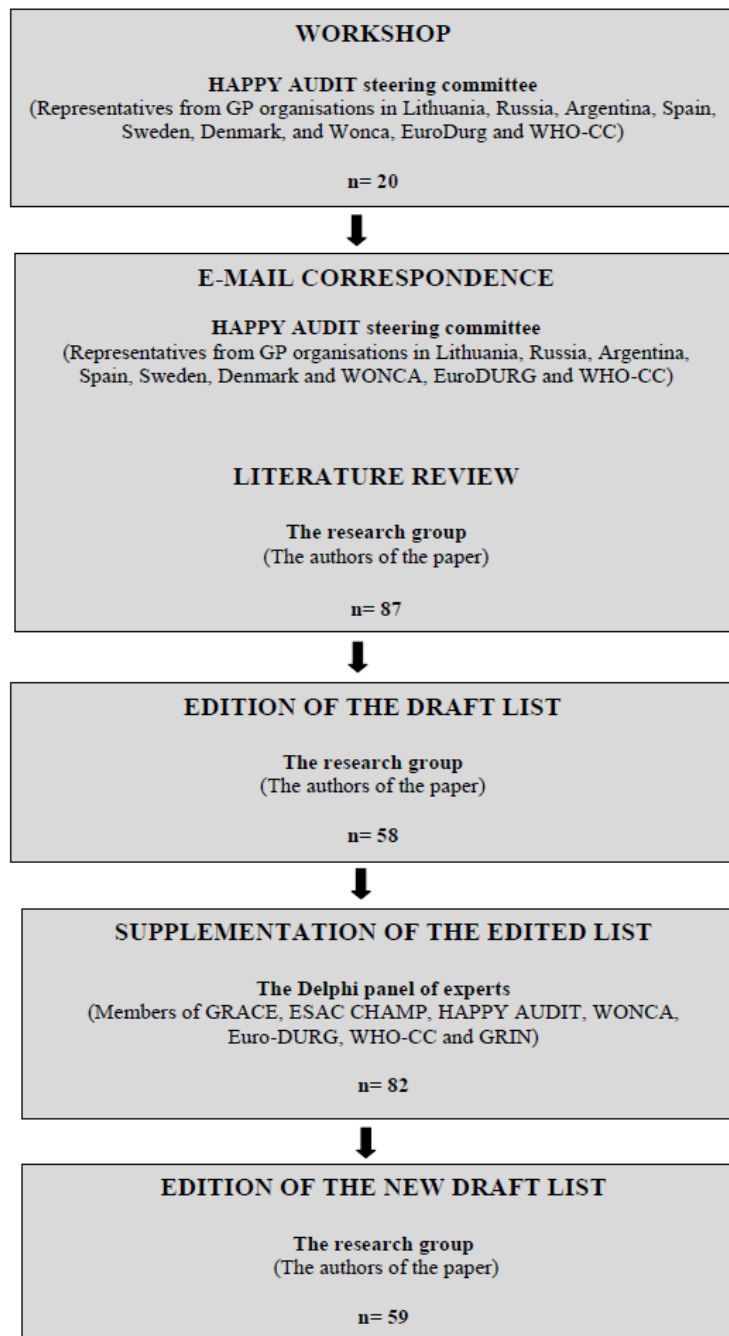 WORKSHOP
HAPPY AUDIT steering committee
(Representatives from GP organisations in Lithuania, Russia, Argentina, Spain,
Sweden, Denmark, and Wonca, EuroDurg and WHO-CC)
n= 20
E-MAIL CORRESPONDENCE
HAPPY AUDIT steering committee
(Representatives from GP organisations in Lithuania, Russia, Argentina,
Spain, Sweden, Denmark and WONCA, EuroDURG and WHO-CC)
LITERATURE REVIEW
The research group
(The authors of the paper)
n= 87
EDITION OF THE DRAFT LIST
The research group
(The authors of the paper)
n= 58
SUPPLEMENTATION OF THE EDITED LIST
The Delphi panel of experts
(Members of GRACE, ESAC CHAMP, HAPPY AUDIT, WONCA,
Euro-DURG, WHO-CC and GRIN)
n= 82
EDITION OF THE NEW DRAFT LIST
The research group
(The authors of the paper)
n= 59